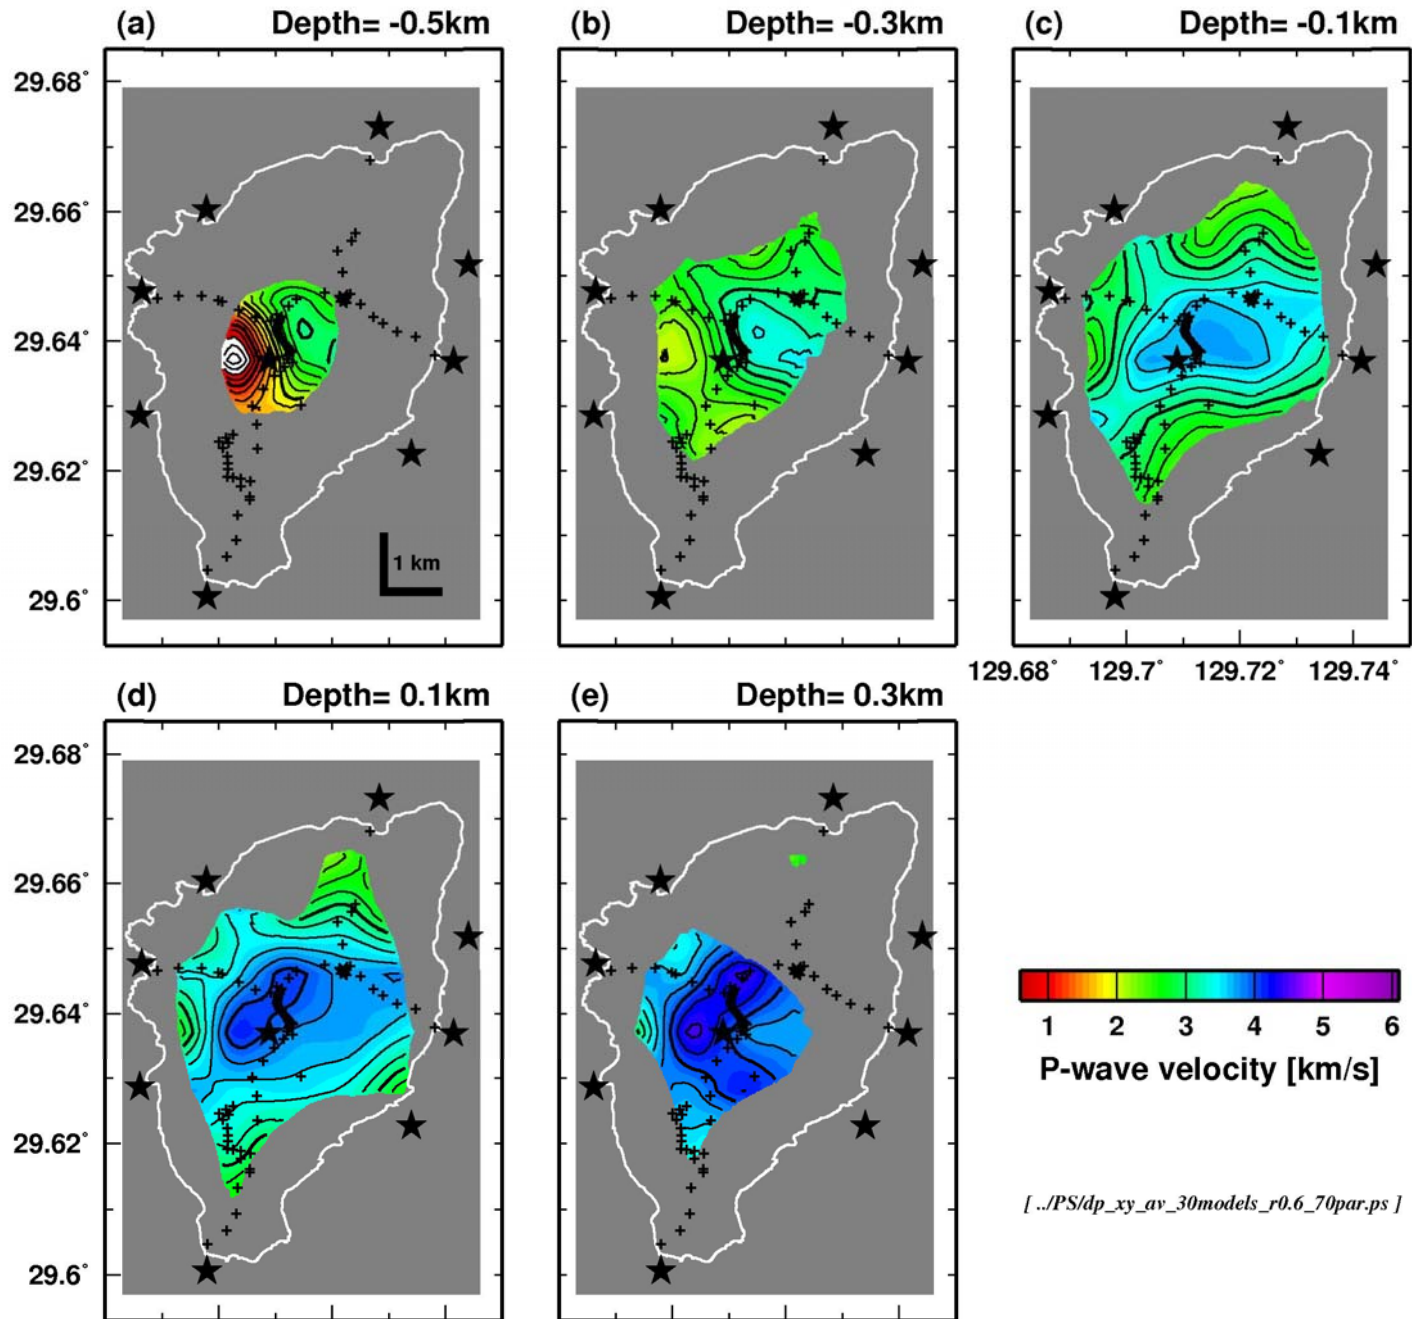 (a) Depth= -0.5km
(b) Depth= -0.3km
(c) Depth= -0.1km
29.68°
29.66°
29.64°
29.62°
29.6°
1 km
129.68° 129.7° 129.72° 129.74°
(d) Depth= 0.1km
(e) Depth= 0.3km
29.68°
29.66°
29.64°
29.62°
29.6°
1 2 3 4 5 6
P-wave velocity [km/s]
[ ../PS/dp_xy_av_30models_r0.6_70par.ps ]